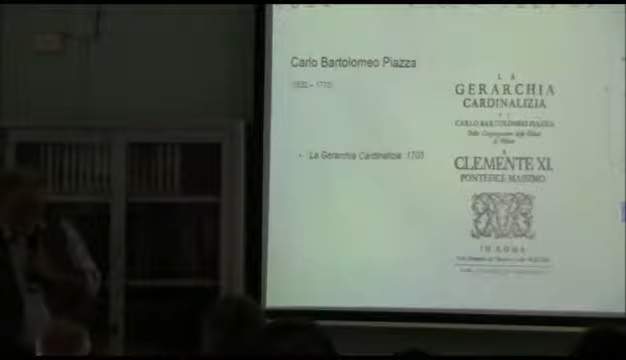 Carlo Bartolomeo Piazza
• La Gerarchia Cardinalizia 1703
LA
GERARCHIA
CARDINALIZIA
DI
CARLO BARTOLOMEO PIAZZA
A
CLEMENTE XI.
PONTEFICE MASSIMO.
IN ROMA